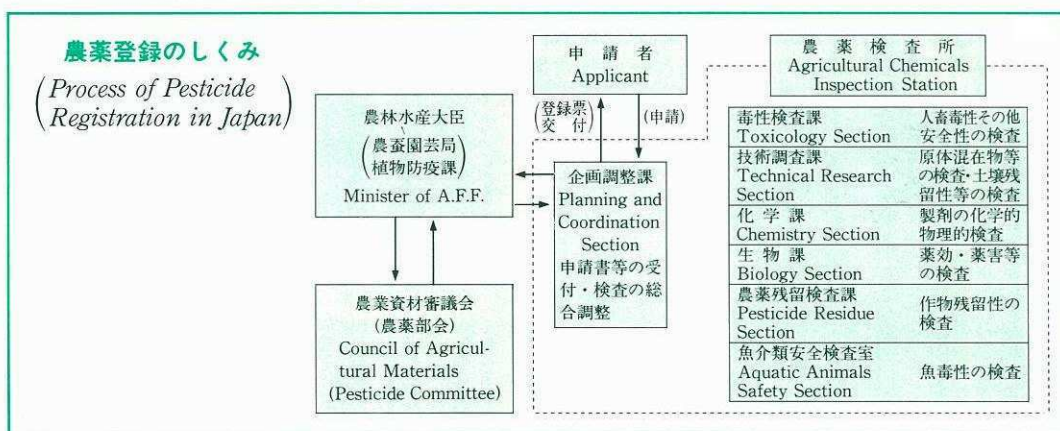 農薬登録のしくみ
(Process of Pesticide
Registration in Japan)
申請者
Applicant
(登録票
交付)
(申請)
農林水産大臣
(農蚕園芸局
植物防疫課)
Minister of A.F.F.
企画調整課
Planning and
Coordination
Section
申請書等の受
付・検査の総
合調整
農業資材審議会
(農薬部会)
Council of Agricul-
tural Materials
(Pesticide Committee)
農薬検査所
Agricultural Chemicals
Inspection Station
毒性検査課
Toxicology Section
人畜毒性その他
安全性の検査
技術調査課
Technical Research
Section
原体混在物等
の検査・土壌残
留性等の検査
化学課
Chemistry Section
製剤の化学的
物理的検査
生物課
Biology Section
薬効・薬害等
の検査
農薬残留検査課
Pesticide Residue
Section
作物残留性の
検査
魚介類安全検査室
Aquatic Animals
Safety Section
魚毒性の検査